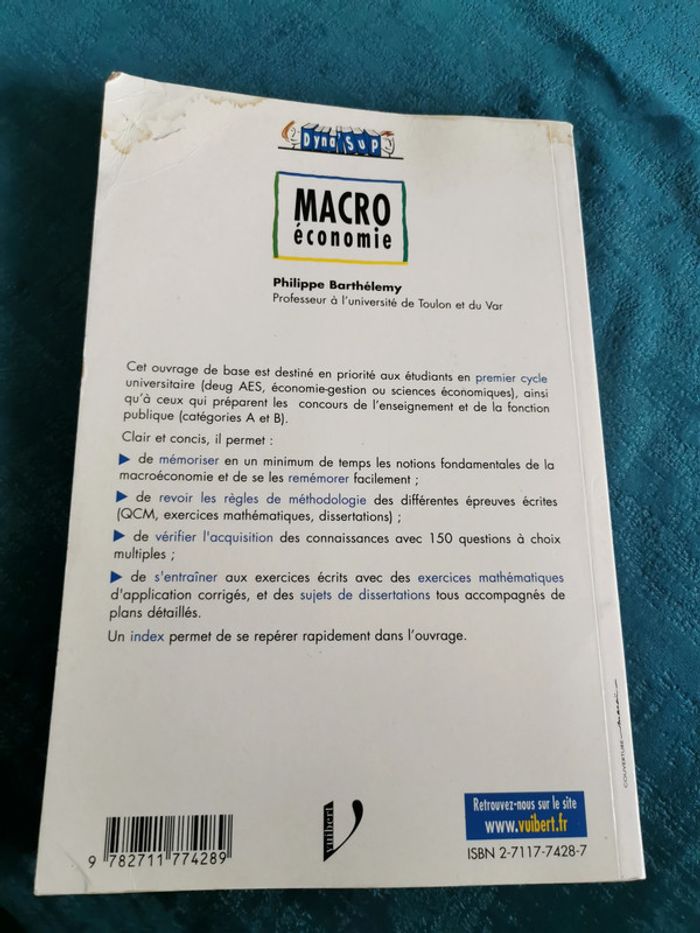 Dyna'Sup
MACRO
économie
Philippe Barthélemy
Professeur à l'université de Toulon et du Var
Cet ouvrage de base est destiné en priorité aux étudiants en premier cycle
universitaire (deug AES, économie-gestion ou sciences économiques), ainsi
qu'à ceux qui préparent les concours de l'enseignement et de la fonction
publique (catégories A et B).
Clair et concis, il permet :
▶ de mémoriser en un minimum de temps les notions fondamentales de la
macroéconomie et de se les remémorer facilement ;
▶ de revoir les règles de méthodologie des différentes épreuves écrites
(QCM, exercices mathématiques, dissertations) ;
▶ de vérifier l'acquisition des connaissances avec 150 questions à choix
multiples ;
▶ de s'entraîner aux exercices écrits avec des exercices mathématiques
d'application corrigés, et des sujets de dissertations tous accompagnés de
plans détaillés.
Un index permet de se repérer rapidement dans l'ouvrage.
COUVERTURE
9 782711 774289
vuibert
Retrouvez-nous sur le site
www.vuibert.fr
ISBN 2-7117-7428-7